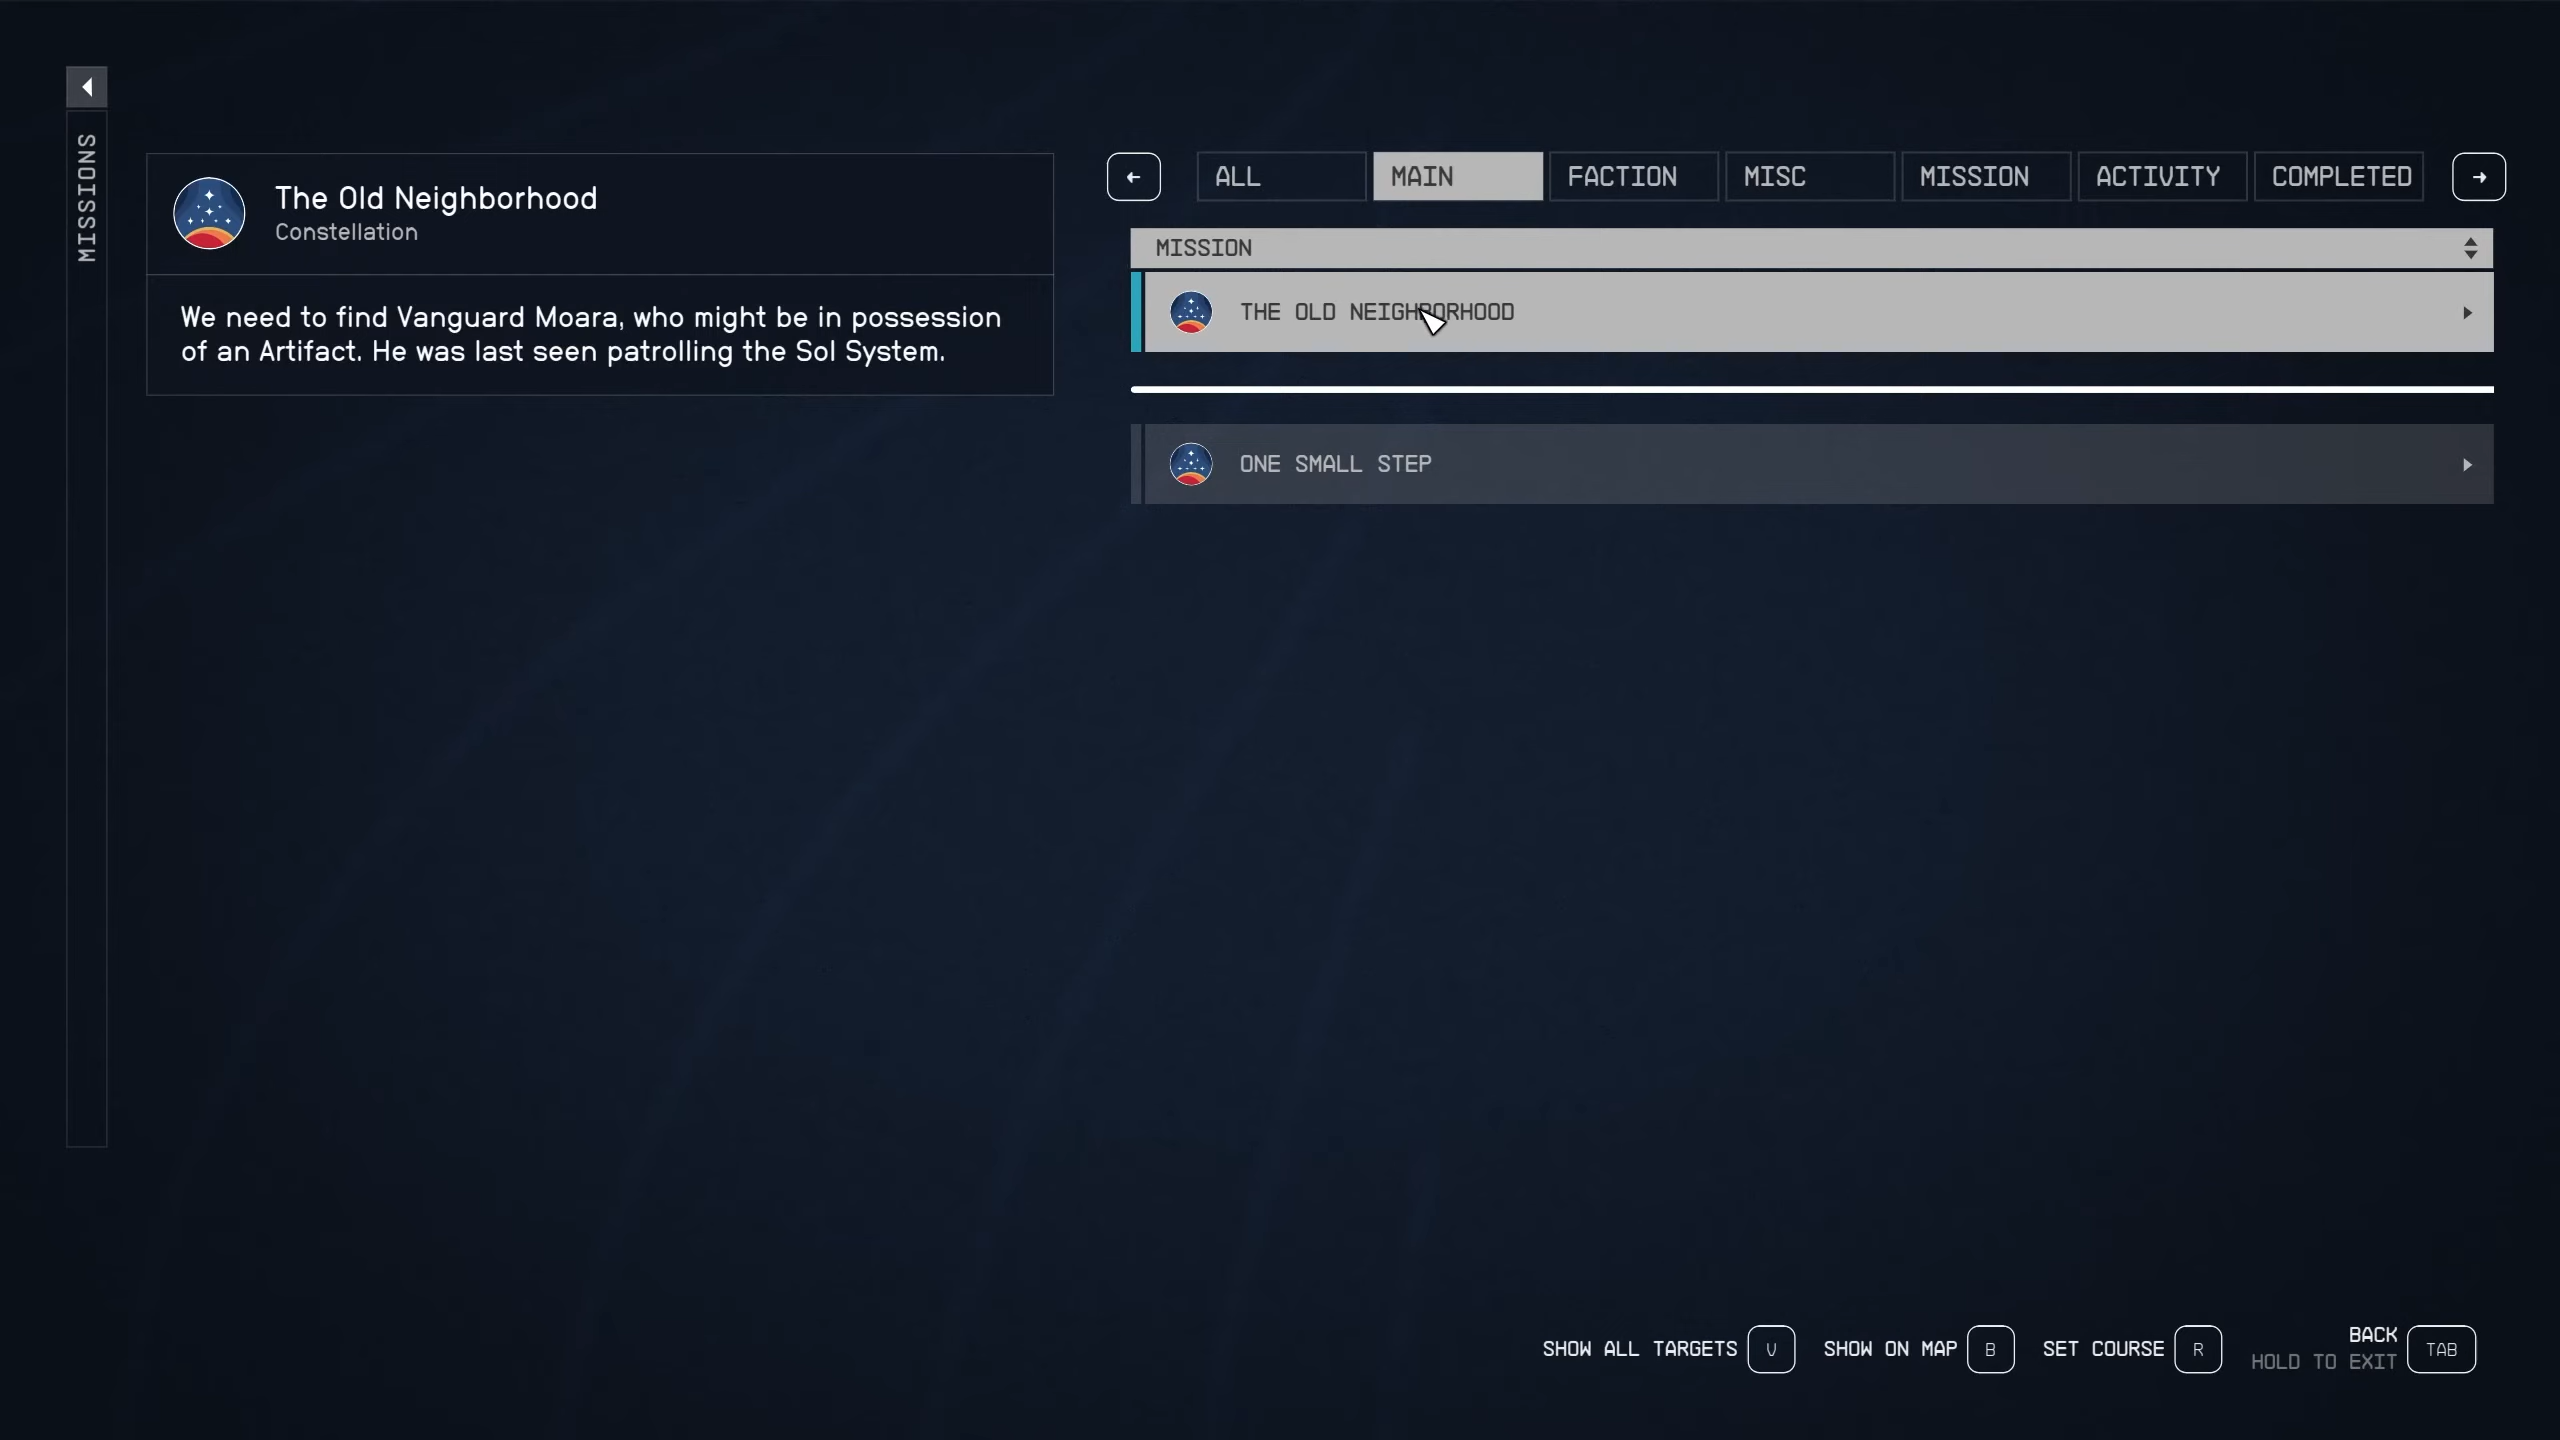 MISSIONS
The Old Neighborhood
Constellation
We need to find Vanguard Moara, who might be in possession
of an Artifact. He was last seen patrolling the Sol System.
ALL
MAIN
FACTION
MISC
MISSION
ACTIVITY
COMPLETED
MISSION
THE OLD NEIGHBORHOOD
ONE SMALL STEP
SHOW ALL TARGETS V
SHOW ON MAP B
SET COURSE R
BACK
HOLD TO EXIT
TAB